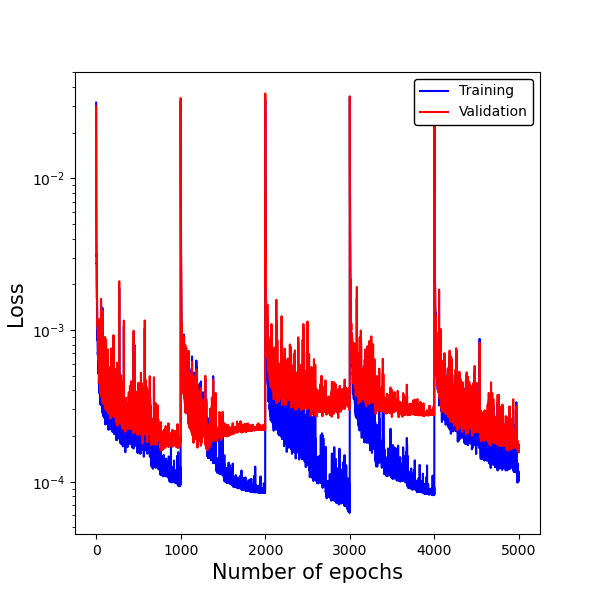 Training
Validation
Loss
10⁻²
10⁻³
10⁻⁴
0 1000 2000 3000 4000 5000
Number of epochs